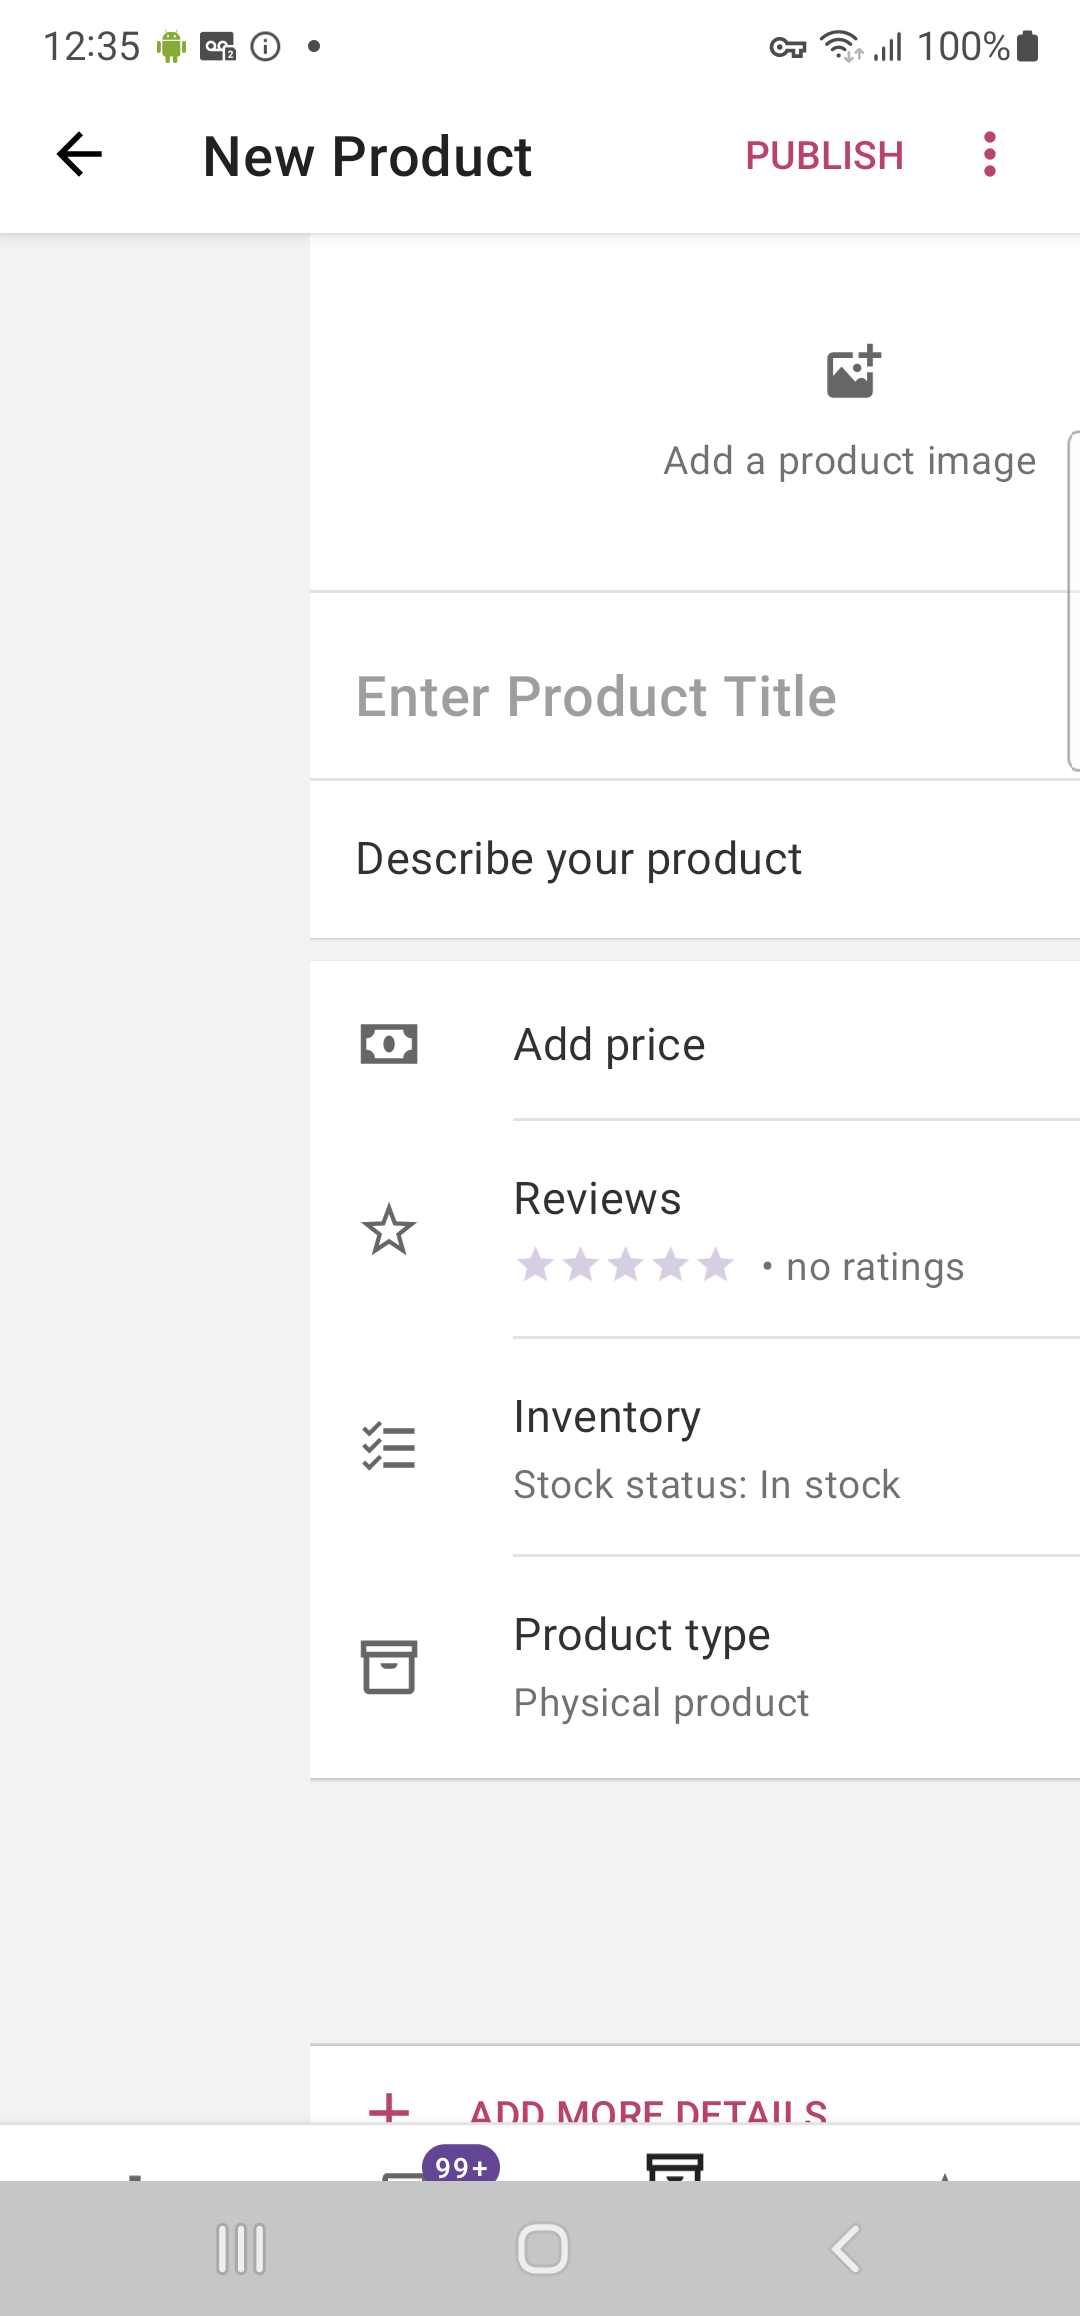 12:35
100%
New Product
PUBLISH
Add a product image
Enter Product Title
Describe your product
Add price
Reviews
• no ratings
Inventory
Stock status: In stock
Product type
Physical product
ADD MORE DETAILS
99+